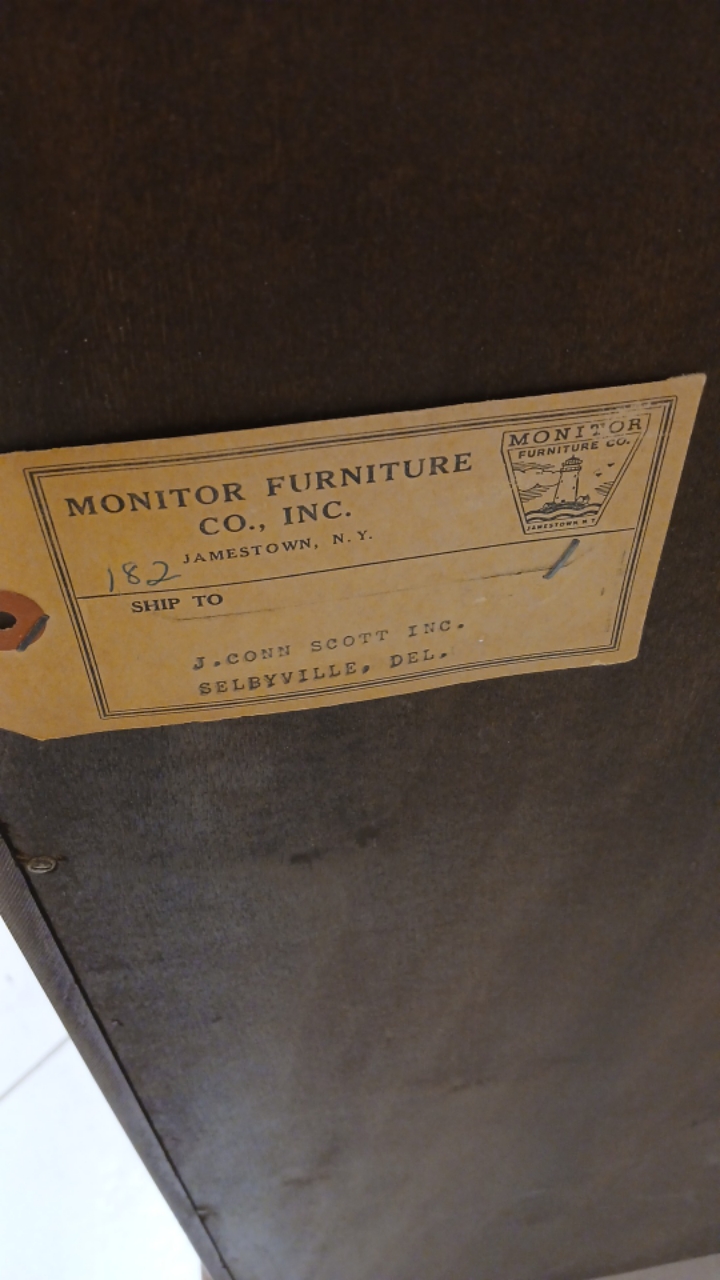 MONITOR FURNITURE
CO., INC.
JAMESTOWN, N.Y.
MONITOR
FURNITURE CO.
JAMESTOWN N.Y.
182
SHIP TO
J.CONN SCOTT INC.
SELBYVILLE, DEL.